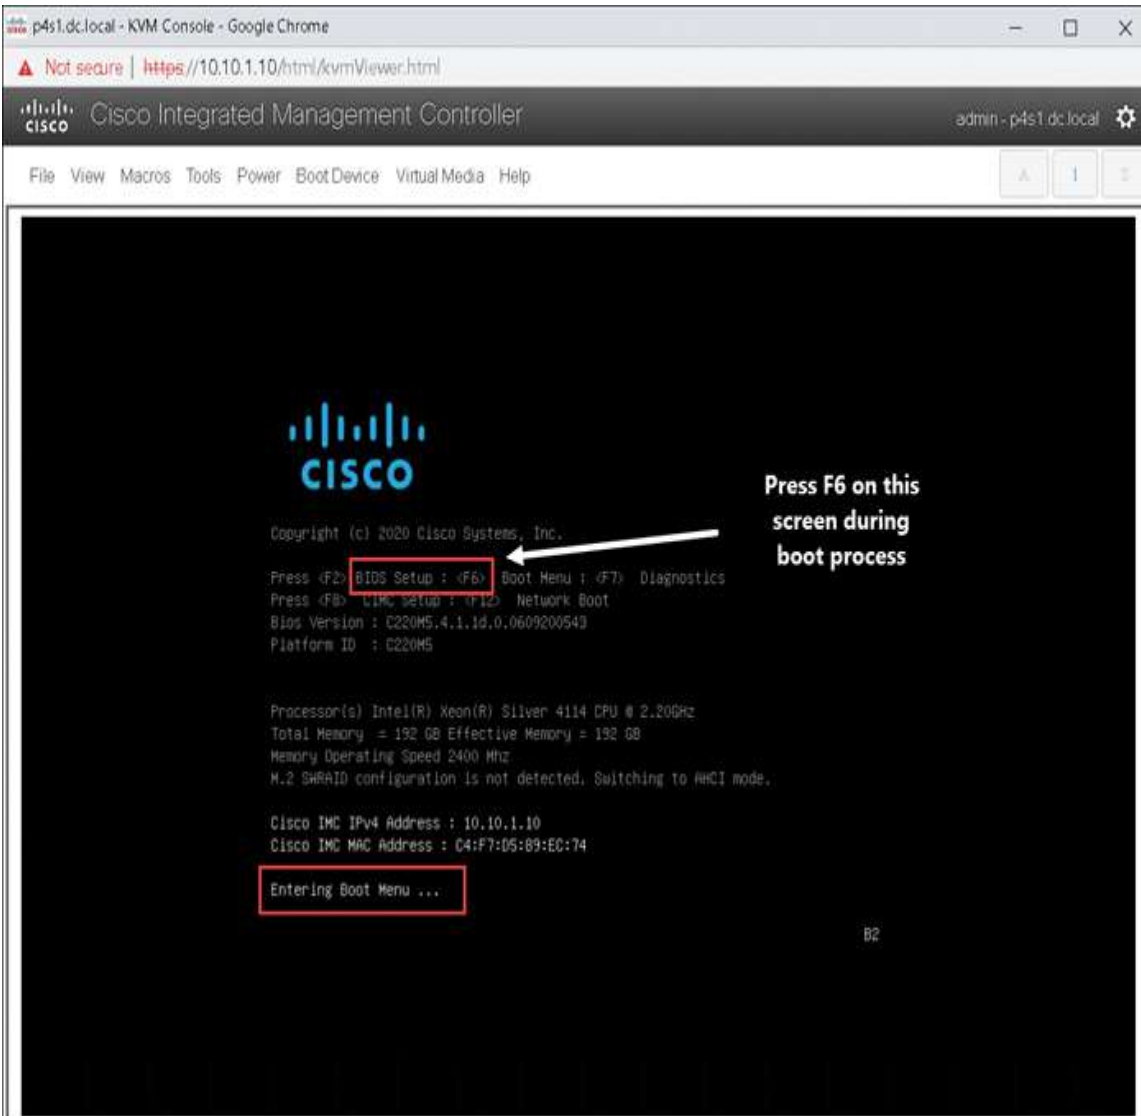 p4s1.dc.local - KVM Console - Google Chrome
Not secure | https://10.10.1.10/html/kvmViewer.html
CISCO Cisco Integrated Management Controller admin - p4s1.dc.local
File View Macros Tools Power Boot Device Virtual Media Help
CISCO
Press F6 on this
screen during
boot process
Copyright (c) 2020 Cisco Systems, Inc.
Press <F2> BIOS Setup : <F6> Boot Menu : <F7> Diagnostics
Press <F8> CIMC Setup : <F12> Network Boot
Bios Version : C220M5.4.1.1d.0.0609200543
Platform ID : C220M5
Processor(s) Intel(R) Xeon(R) Silver 4114 CPU @ 2.20GHz
Total Memory = 192 GB Effective Memory = 192 GB
Memory Operating Speed 2400 Mhz
M.2 SWRAID configuration is not detected. Switching to AHCI mode.
Cisco IMC IPv4 Address : 10.10.1.10
Cisco IMC MAC Address : C4:F7:D5:89:EC:74
Entering Boot Menu ...
B2